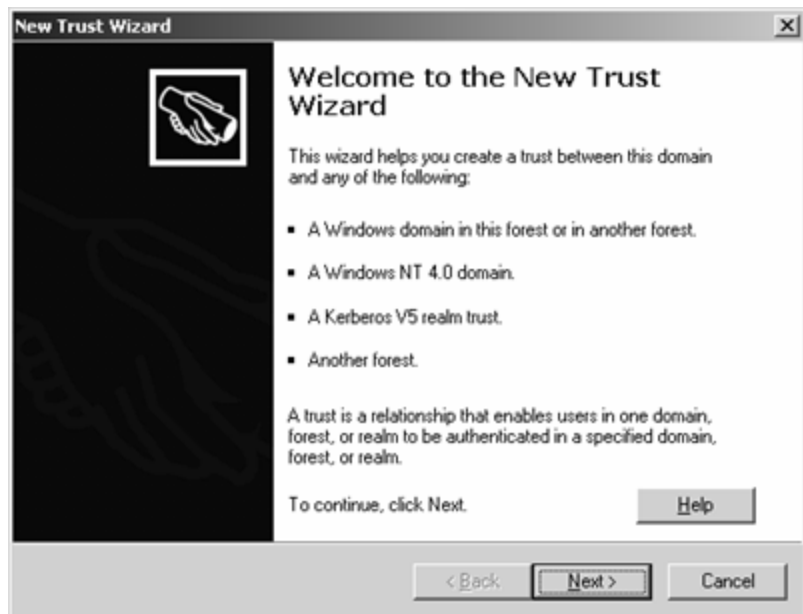 New Trust Wizard
Welcome to the New Trust
Wizard
This wizard helps you create a trust between this domain
and any of the following:
▪ A Windows domain in this forest or in another forest.
▪ A Windows NT 4.0 domain.
▪ A Kerberos V5 realm trust.
▪ Another forest.
A trust is a relationship that enables users in one domain,
forest, or realm to be authenticated in a specified domain,
forest, or realm.
To continue, click Next.
Help
< Back
Next >
Cancel